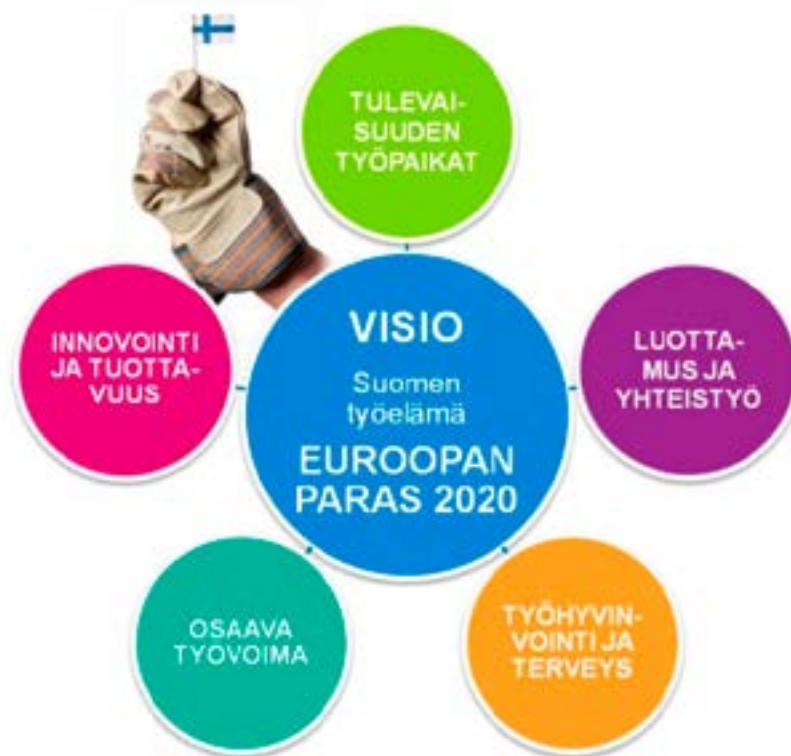 TULEVAI-
SUUDEN
TYÖPAIKAT
INNOVOINTI
JA TUOTTA-
VUUS
VISIO
Suomen
työelämä
EUROOPAN
PARAS 2020
LUOTTA-
MUS JA
YHTEISTYÖ
OSAAVA
TYÖVOIMA
TYÖHYVIN-
VOINTI JA
TERVEYS